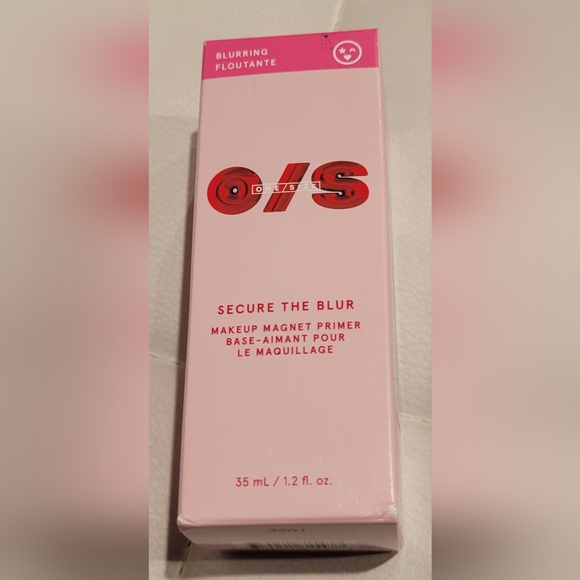 BLURRING
FLOUTANTE
O/S
ONE/SIZE
SECURE THE BLUR
MAKEUP MAGNET PRIMER
BASE-AIMANT POUR
LE MAQUILLAGE
35 mL / 1.2 fl. oz.